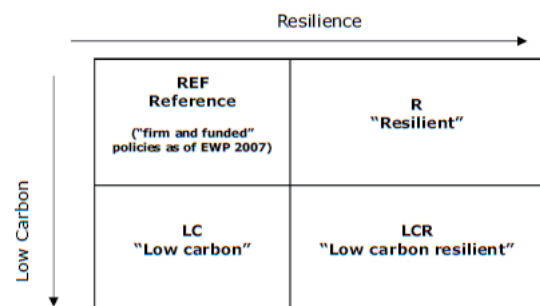 Resilience
Low Carbon
REF
Reference
("firm and funded"
policies as of EWP 2007)
R
"Resilient"
LC
"Low carbon"
LCR
"Low carbon resilient"